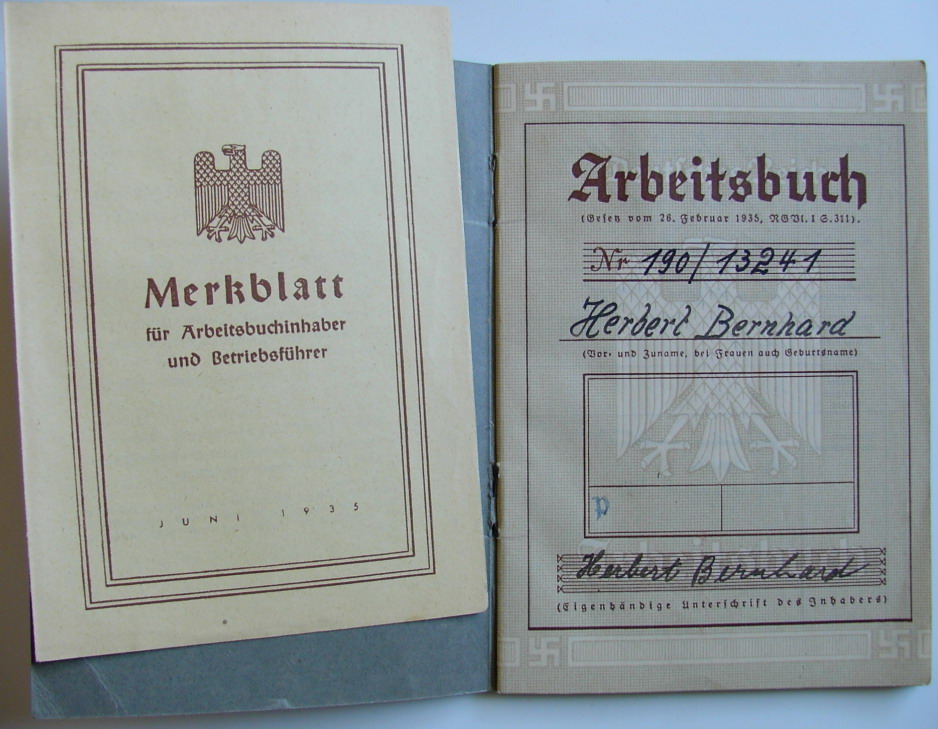 Merkblatt
für Arbeitsbuchinhaber
und Betriebsführer
JUNI 1935
Arbeitsbuch
(Gesetz vom 26. Februar 1935, RGBl. I S. 311).
Nr 190/13241
Herbert Bernhard
(Vor- und Zuname, bei Frauen auch Geburtsname)
P
Herbert Bernhard
(Eigenhändige Unterschrift des Inhabers)